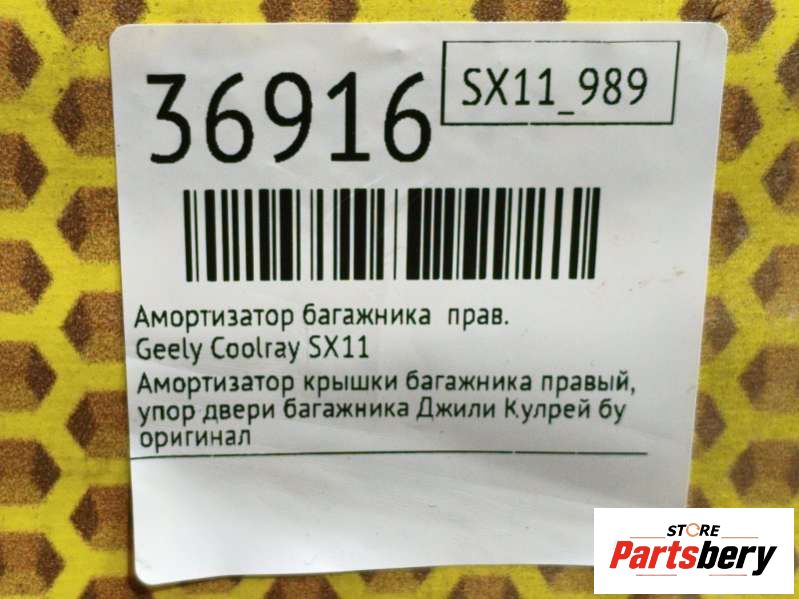 36916
SX11_989
Амортизатор багажника прав.
Geely Coolray SX11
Амортизатор крышки багажника правый,
упор двери багажника Джили Кулрей бу
оригинал
STORE
Partsbery